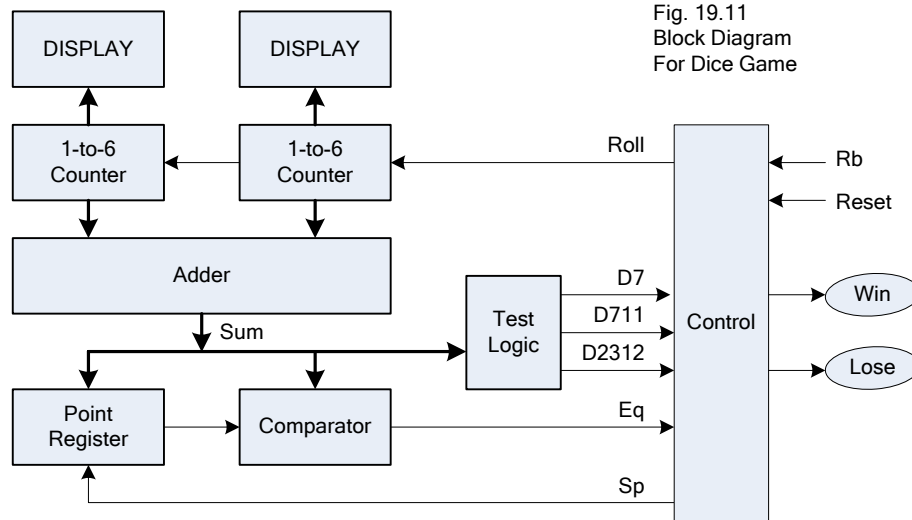 Fig. 19.11
Block Diagram
For Dice Game
DISPLAY
DISPLAY
1-to-6
Counter
1-to-6
Counter
Roll
Rb
Reset
Adder
Sum
Test
Logic
D7
D711
D2312
Control
Win
Lose
Point
Register
Comparator
Eq
Sp